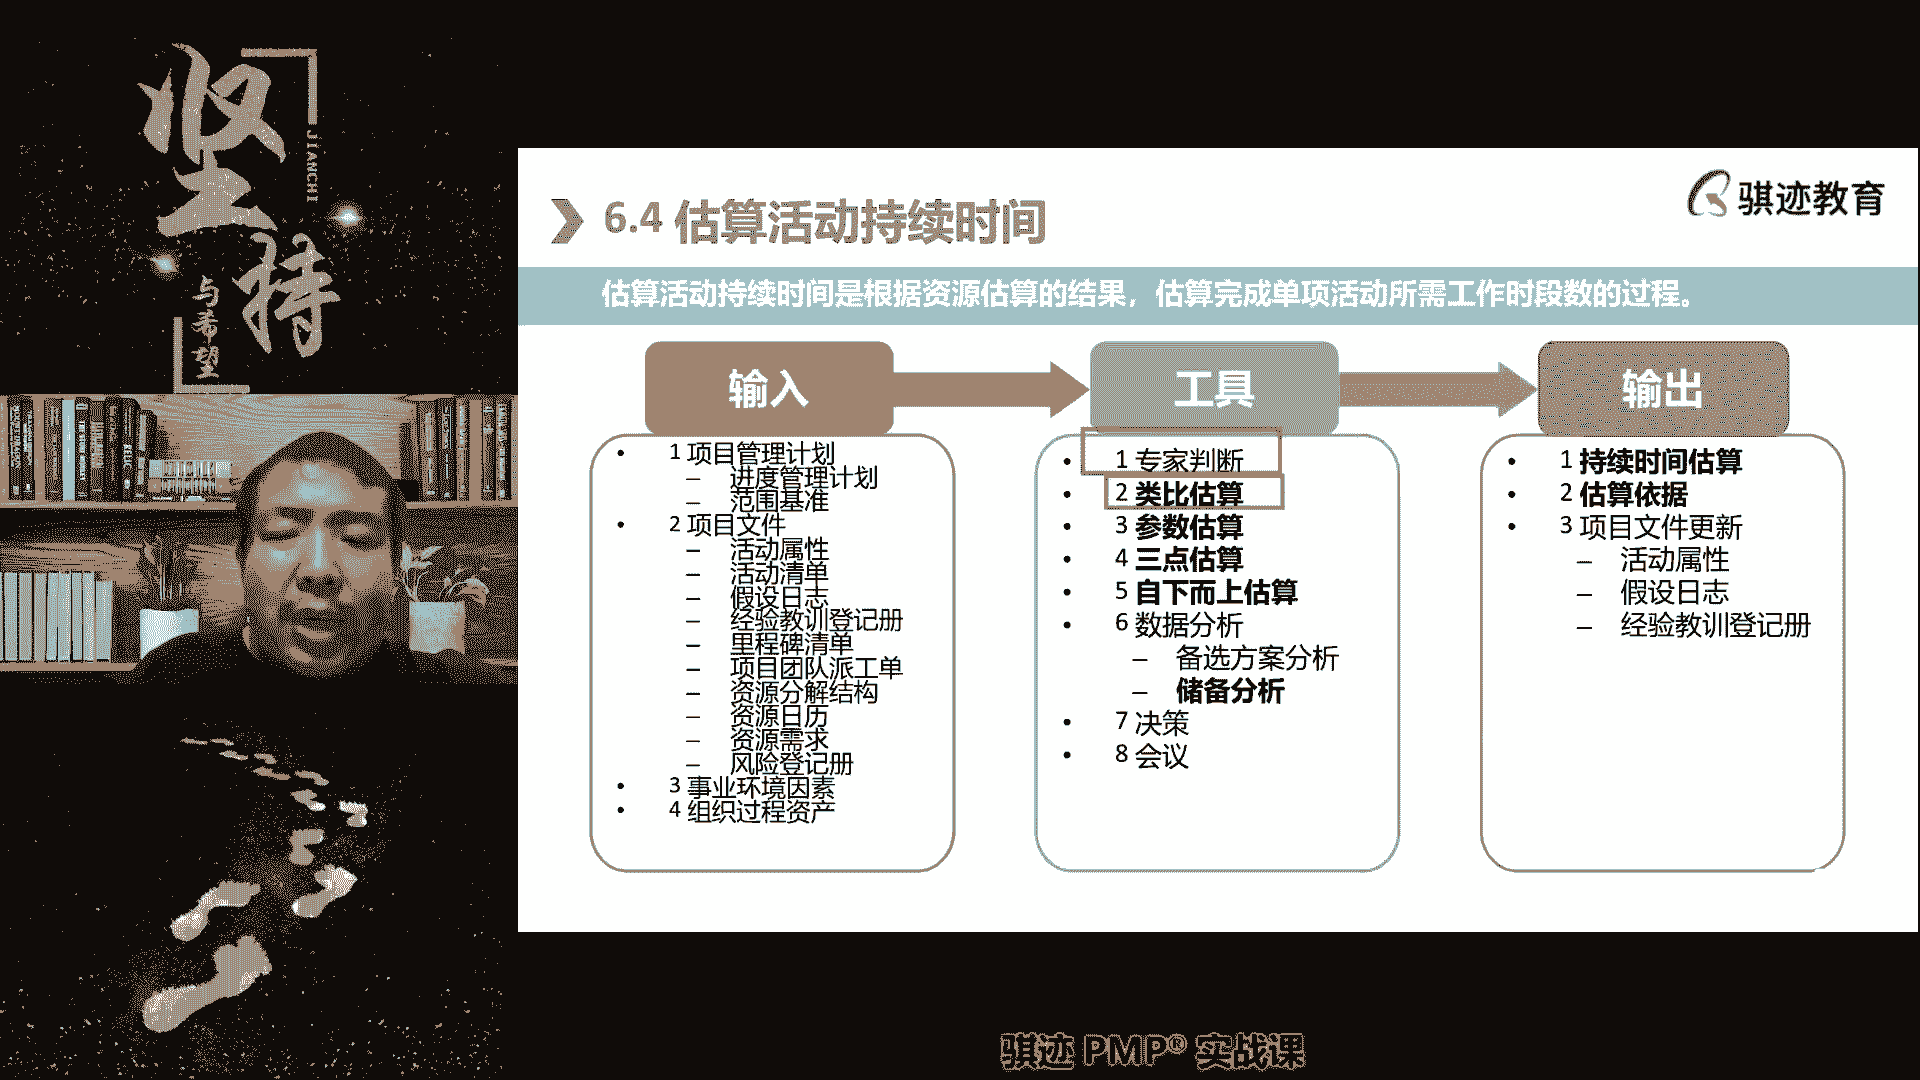 坚持
JIANCHI
与希望
骐迹教育
6.4 估算活动持续时间
估算活动持续时间是根据资源估算的结果，估算完成单项活动所需工作时段数的过程。
输入
• 1 项目管理计划
– 进度管理计划
– 范围基准
• 2 项目文件
– 活动属性
– 活动清单
– 假设日志
– 经验教训登记册
– 里程碑清单
– 项目团队派工单
– 资源分解结构
– 资源日历
– 资源需求
– 风险登记册
• 3 事业环境因素
• 4 组织过程资产
工具
• 1 专家判断
• 2 类比估算
• 3 参数估算
• 4 三点估算
• 5 自下而上估算
• 6 数据分析
– 备选方案分析
– 储备分析
• 7 决策
• 8 会议
输出
• 1 持续时间估算
• 2 估算依据
• 3 项目文件更新
– 活动属性
– 假设日志
– 经验教训登记册
骐迹 PMP® 实战课